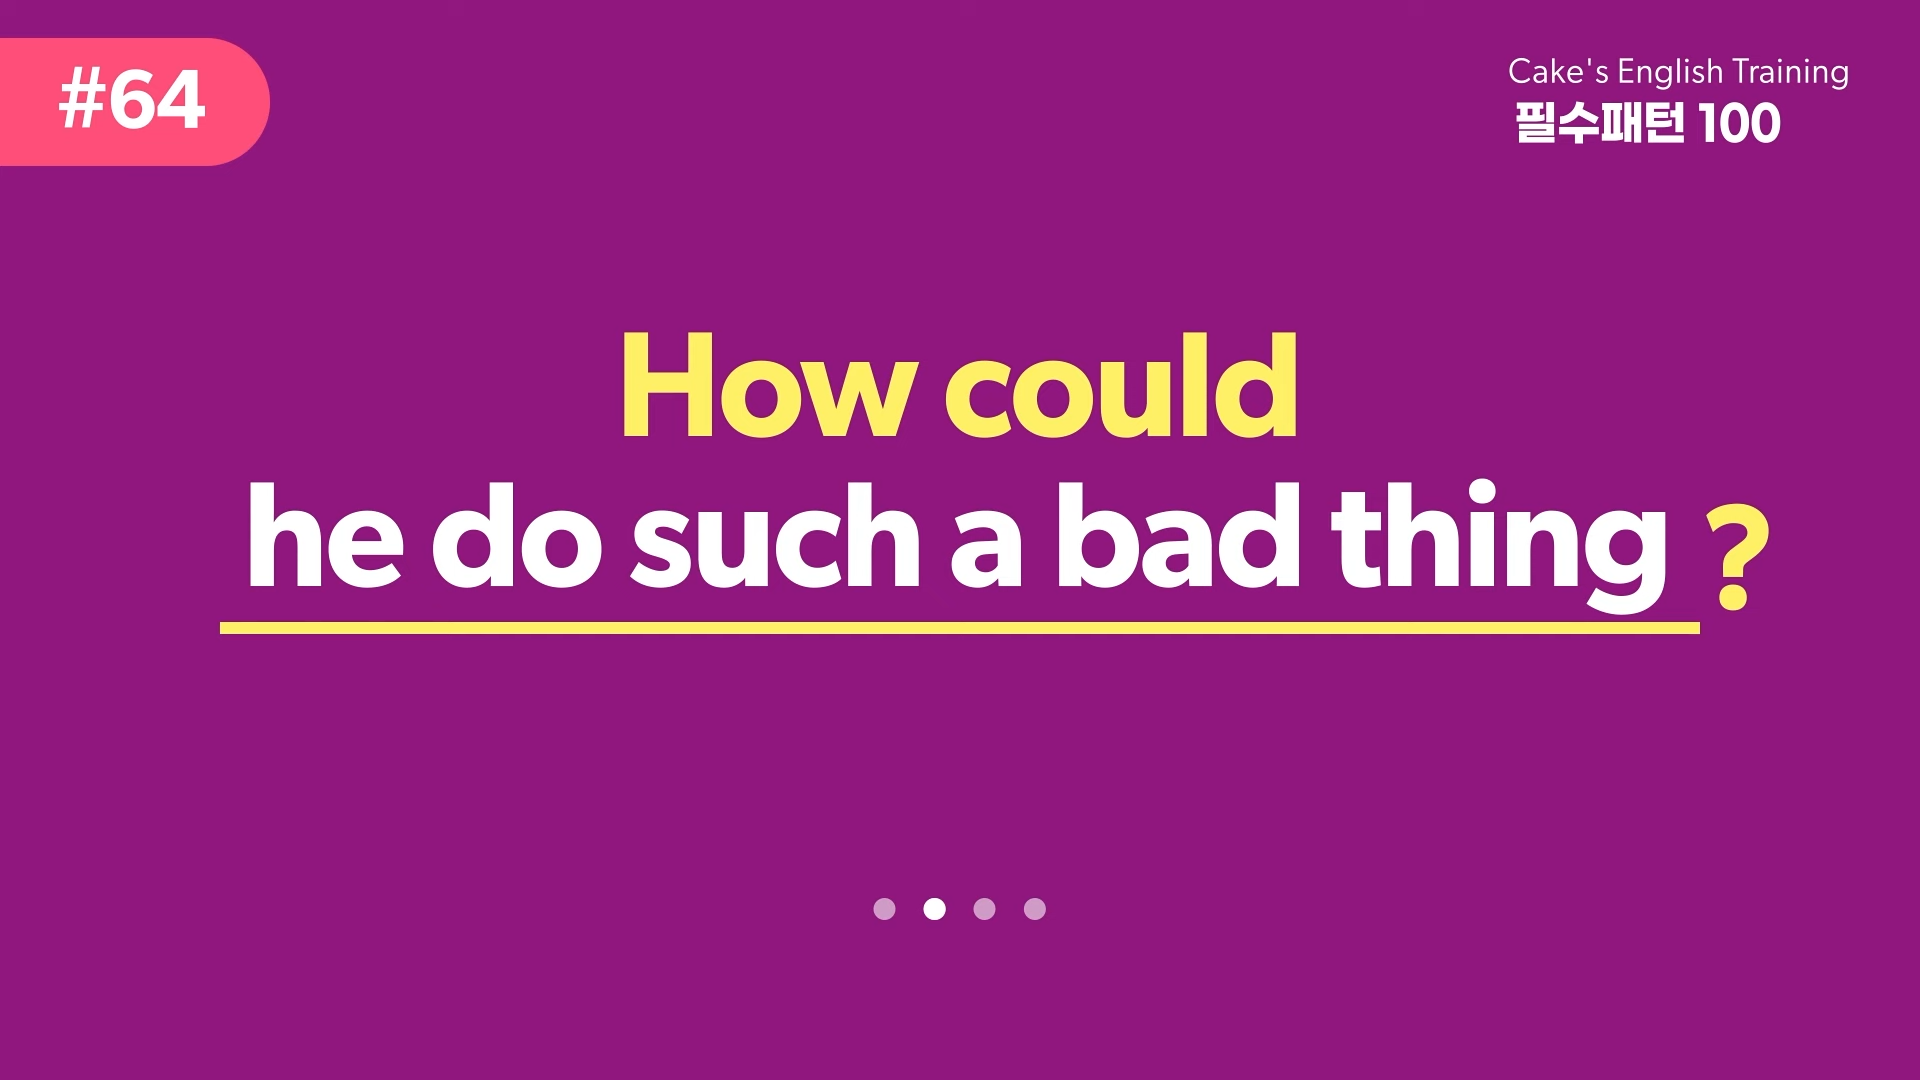 #64
Cake's English Training
필수패턴 100
How could
he do such a bad thing ?